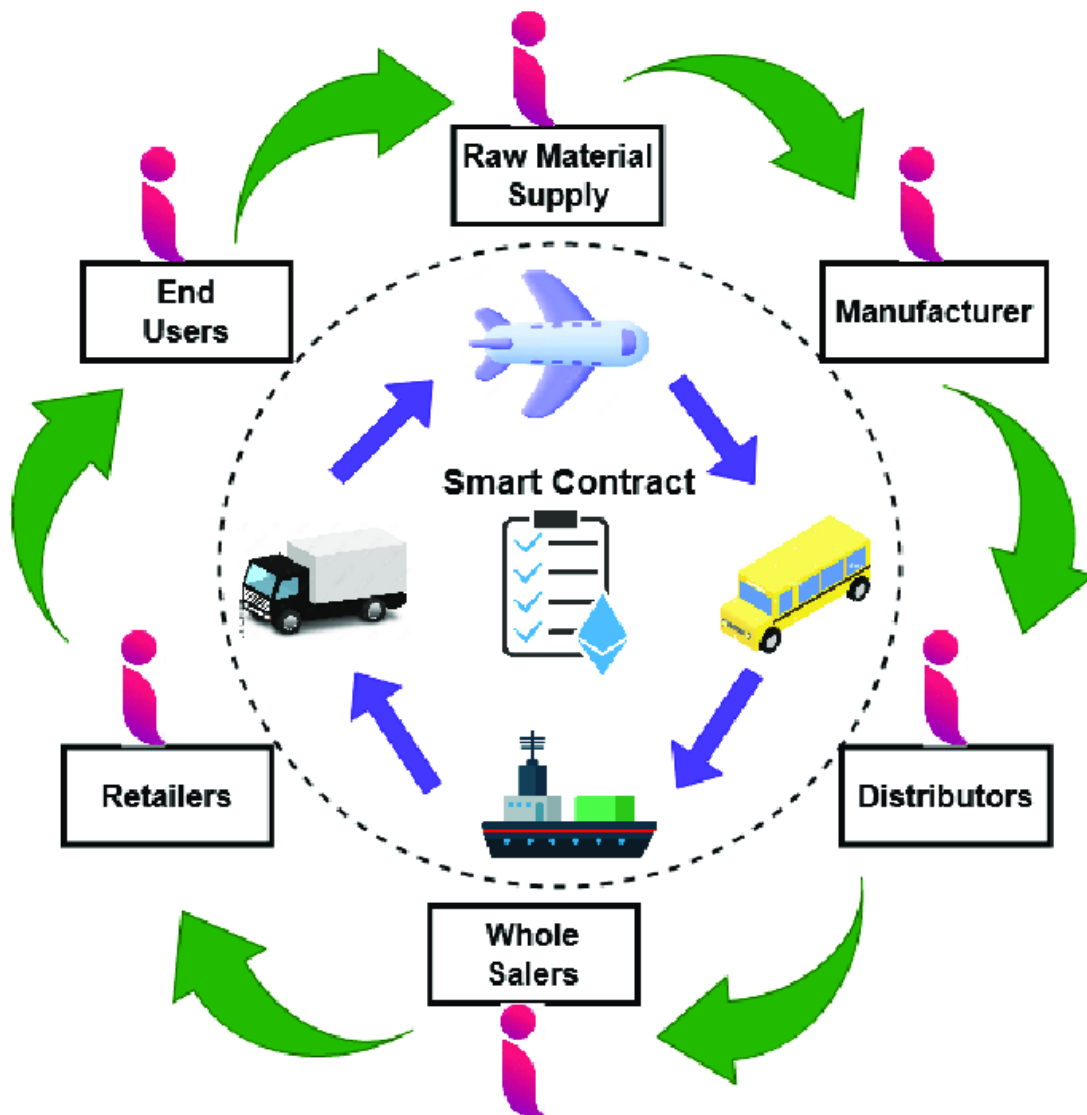 Raw Material
Supply
End
Users
Manufacturer
Smart Contract
Retailers
Distributors
Whole
Salers